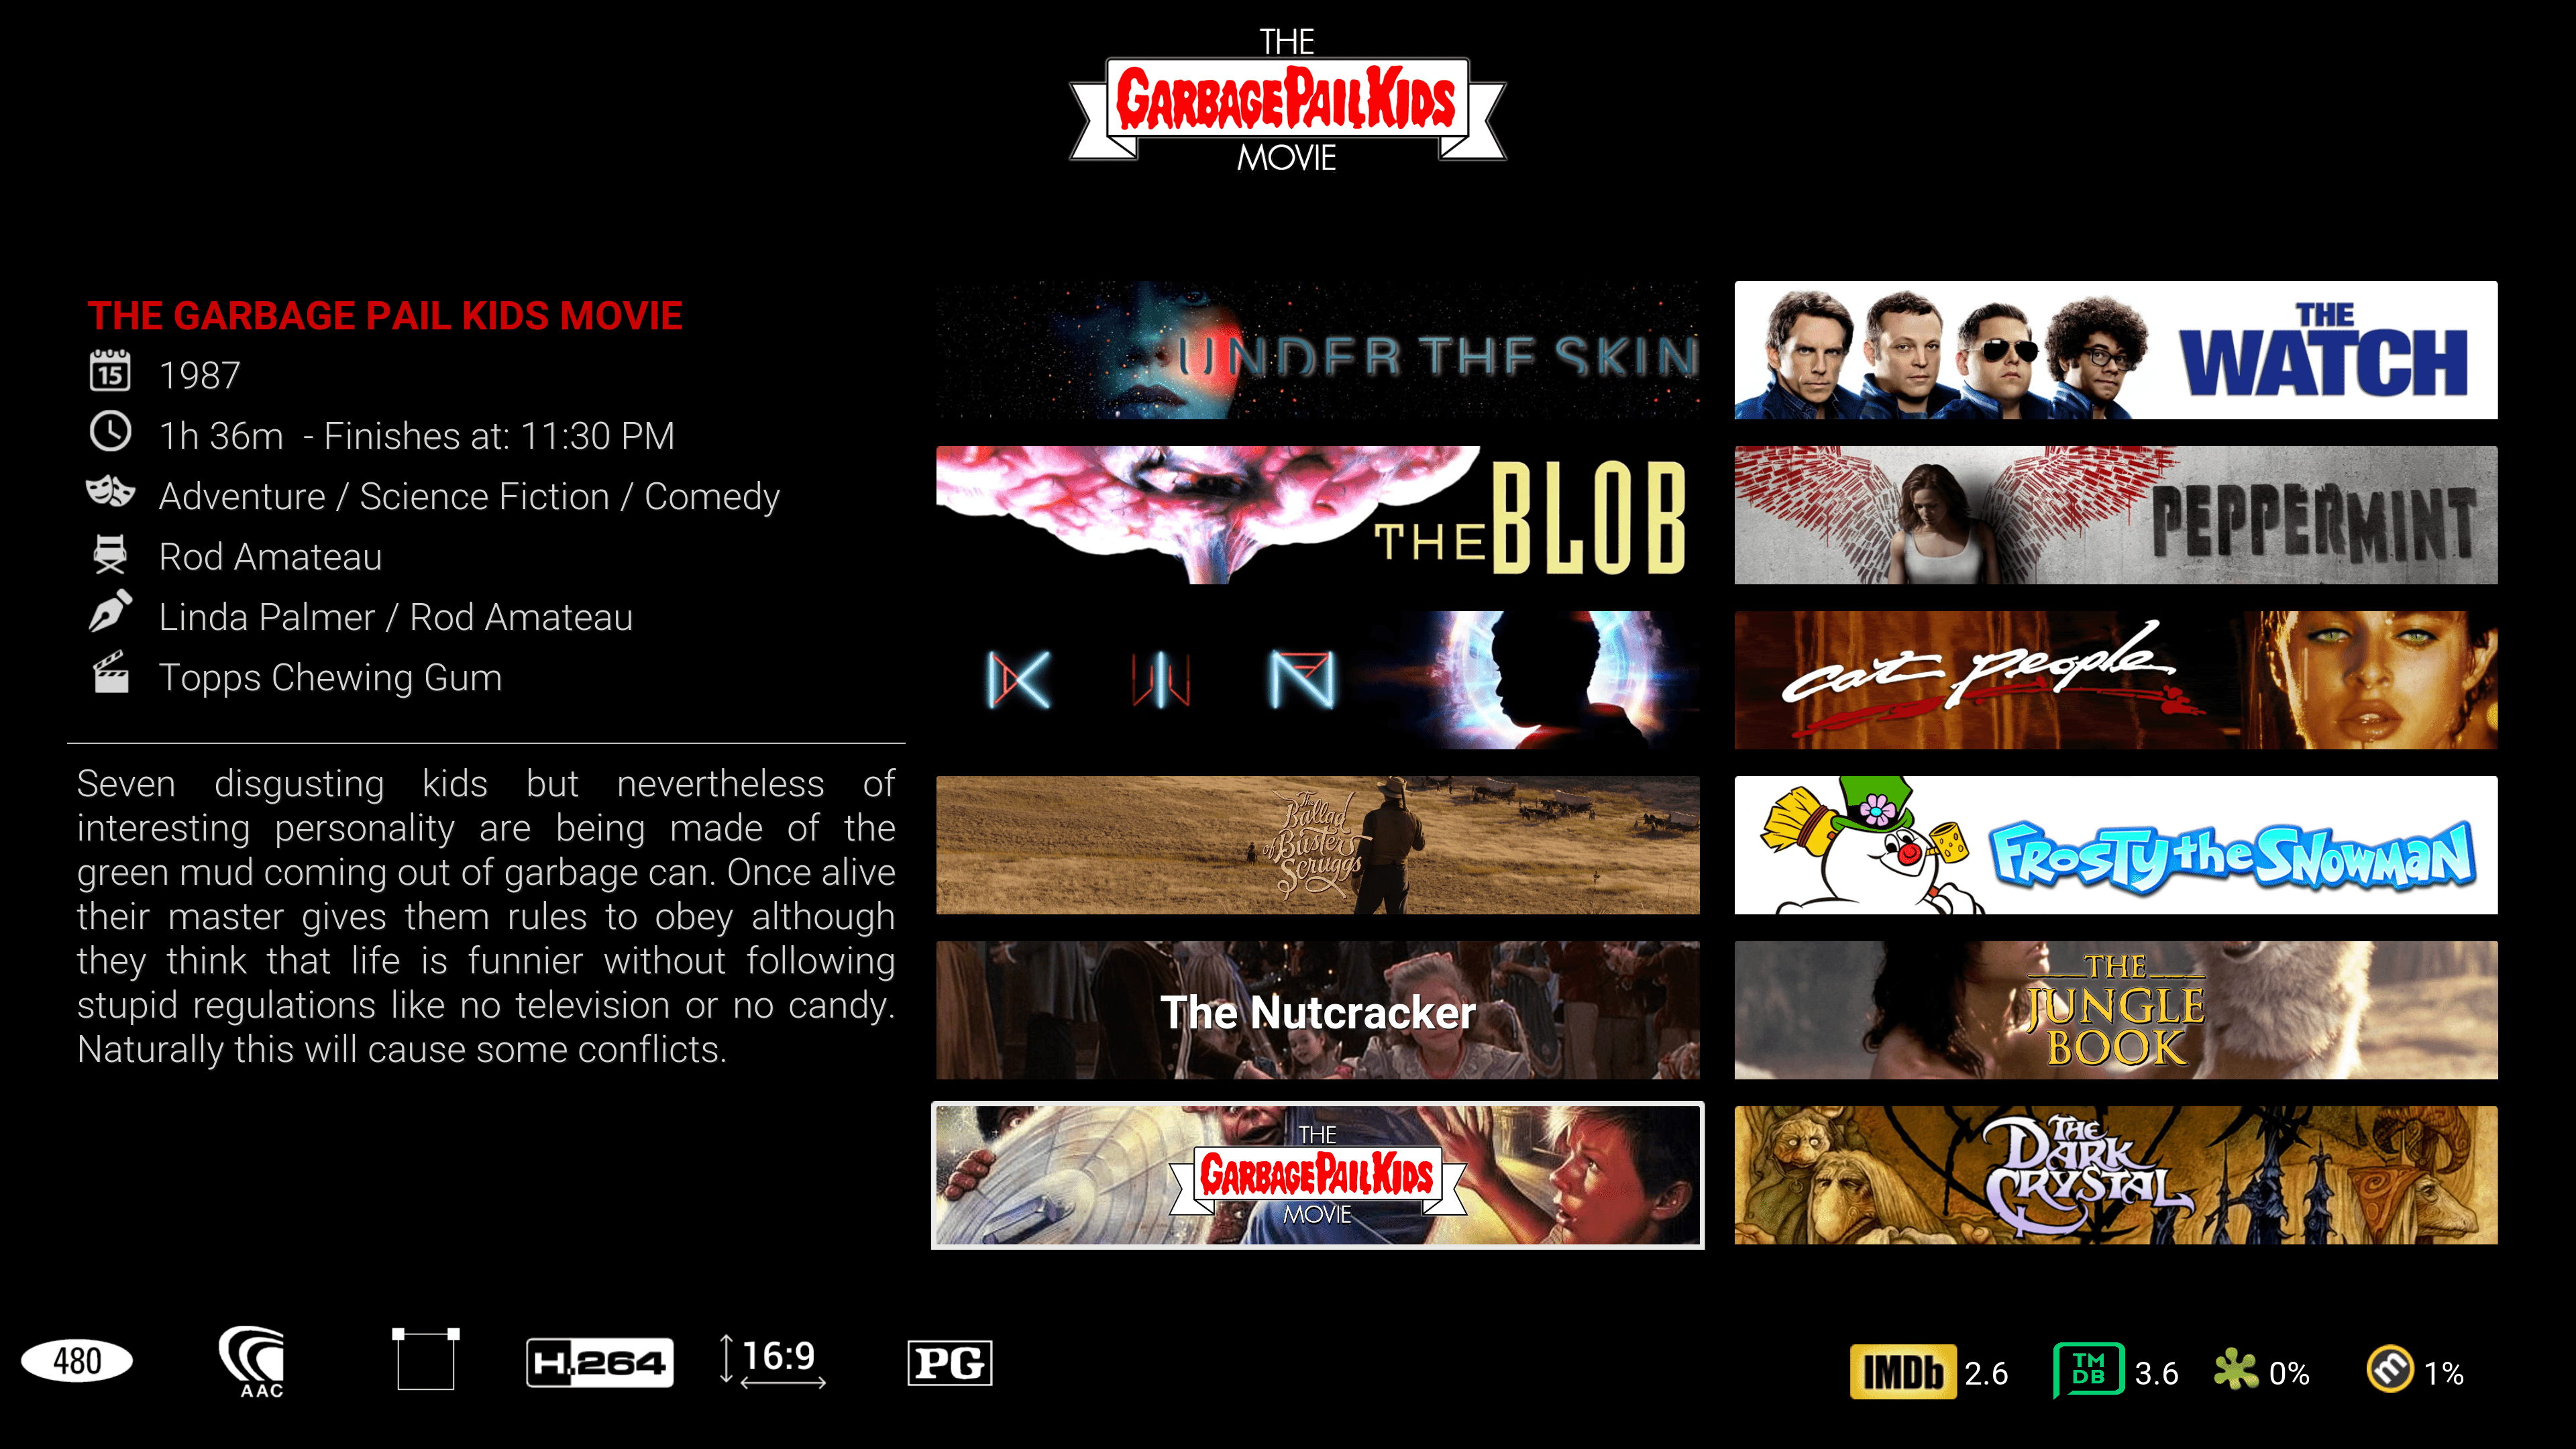 THE
GARBAGE PAIL KIDS
MOVIE
THE GARBAGE PAIL KIDS MOVIE
15 1987
1h 36m - Finishes at: 11:30 PM
Adventure / Science Fiction / Comedy
Rod Amateau
Linda Palmer / Rod Amateau
Topps Chewing Gum
Seven disgusting kids but nevertheless of
interesting personality are being made of the
green mud coming out of garbage can. Once alive
their master gives them rules to obey although
they think that life is funnier without following
stupid regulations like no television or no candy.
Naturally this will cause some conflicts.
UNDER THE SKIN
THE
WATCH
THE BLOB
PEPPERMINT
KIN
cat people
The
Ballad
of Buster
Scruggs
FROSTY the SNOWMAN
The Nutcracker
THE
JUNGLE
BOOK
THE
GARBAGE PAIL KIDS
MOVIE
THE
DARK
CRYSTAL
480
AAC
H.264
16:9
PG
IMDb 2.6
TM
DB
3.6
0%
m 1%